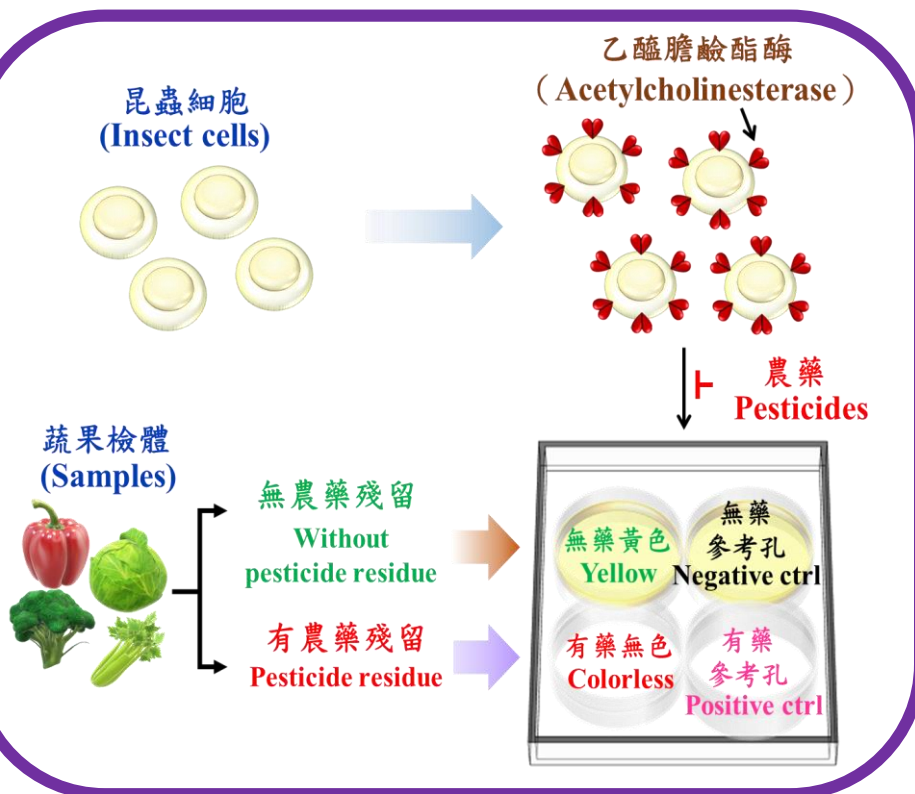 昆蟲細胞
(Insect cells)
乙醯膽鹼酯酶
（Acetylcholinesterase）
農藥
Pesticides
蔬果檢體
(Samples)
無農藥殘留
Without
pesticide residue
有農藥殘留
Pesticide residue
無藥黃色
Yellow
無藥
參考孔
Negative ctrl
有藥無色
Colorless
有藥
參考孔
Positive ctrl